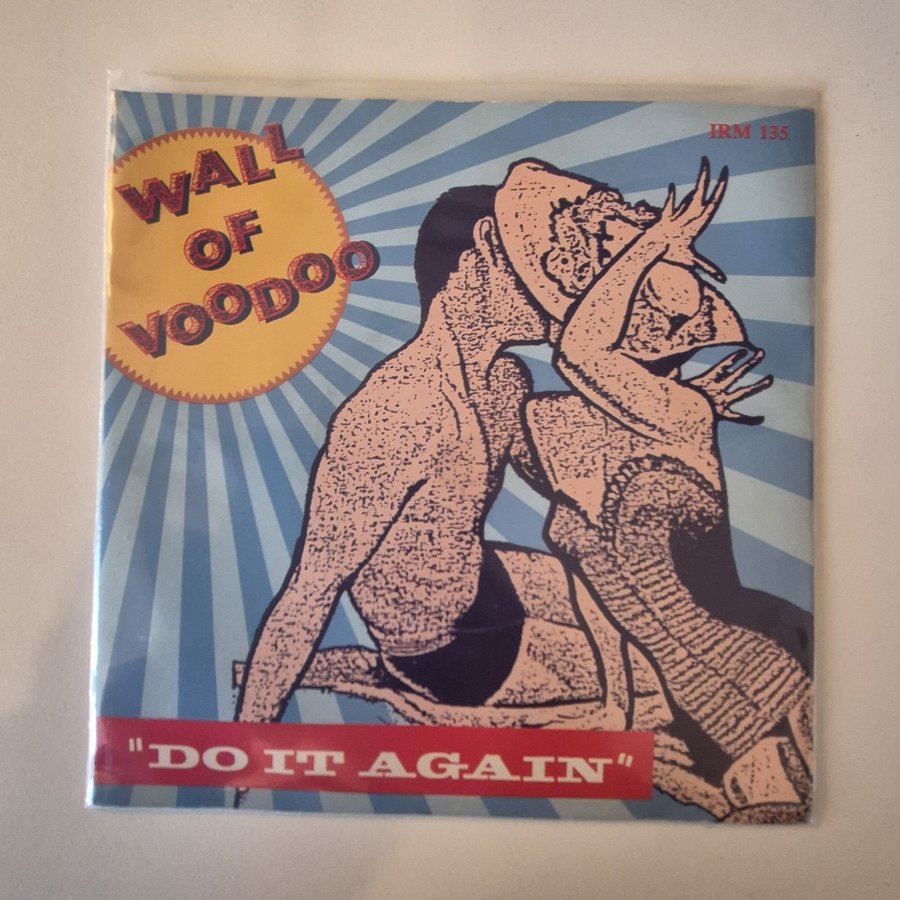 WALL
OF
VOODOO
IRM 135
"DO IT AGAIN"